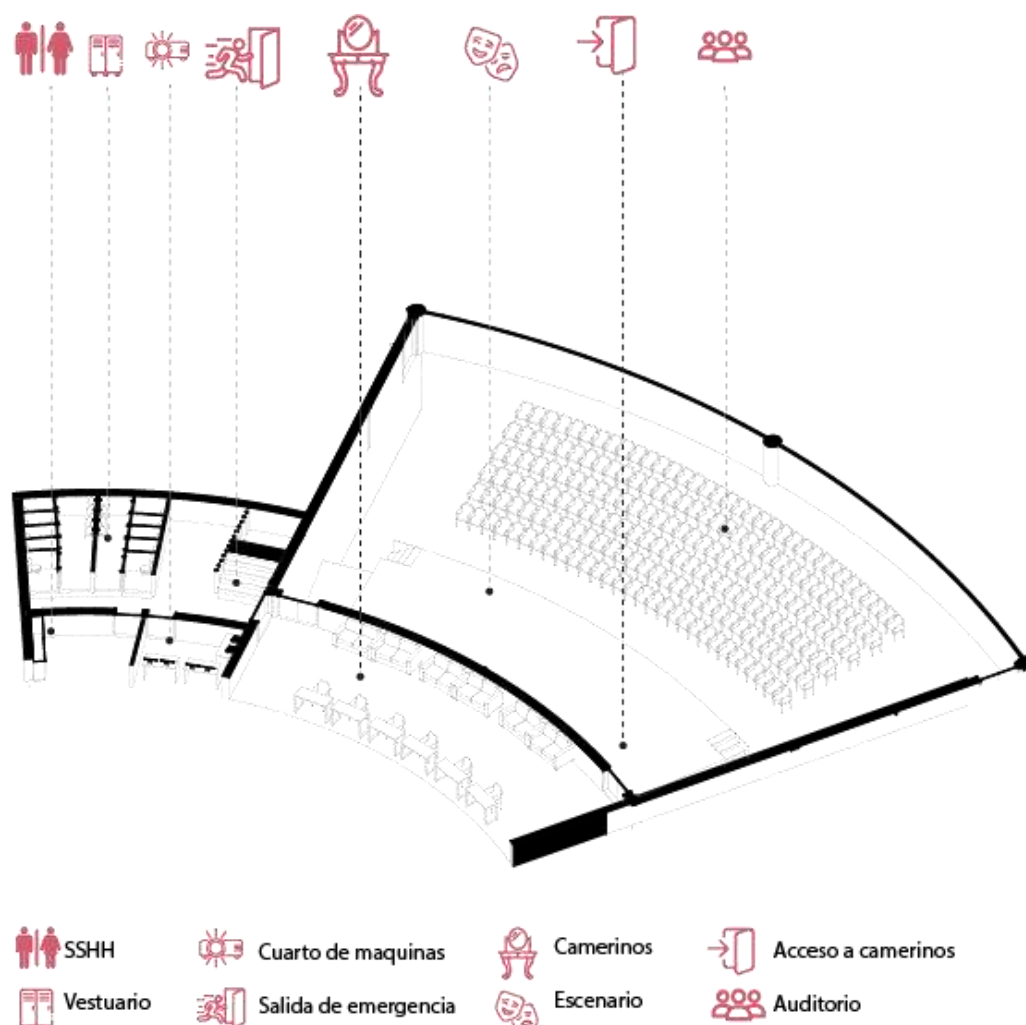 SSHH
Cuarto de maquinas
Camerinos
Acceso a camerinos
Vestuario
Salida de emergencia
Escenario
Auditorio